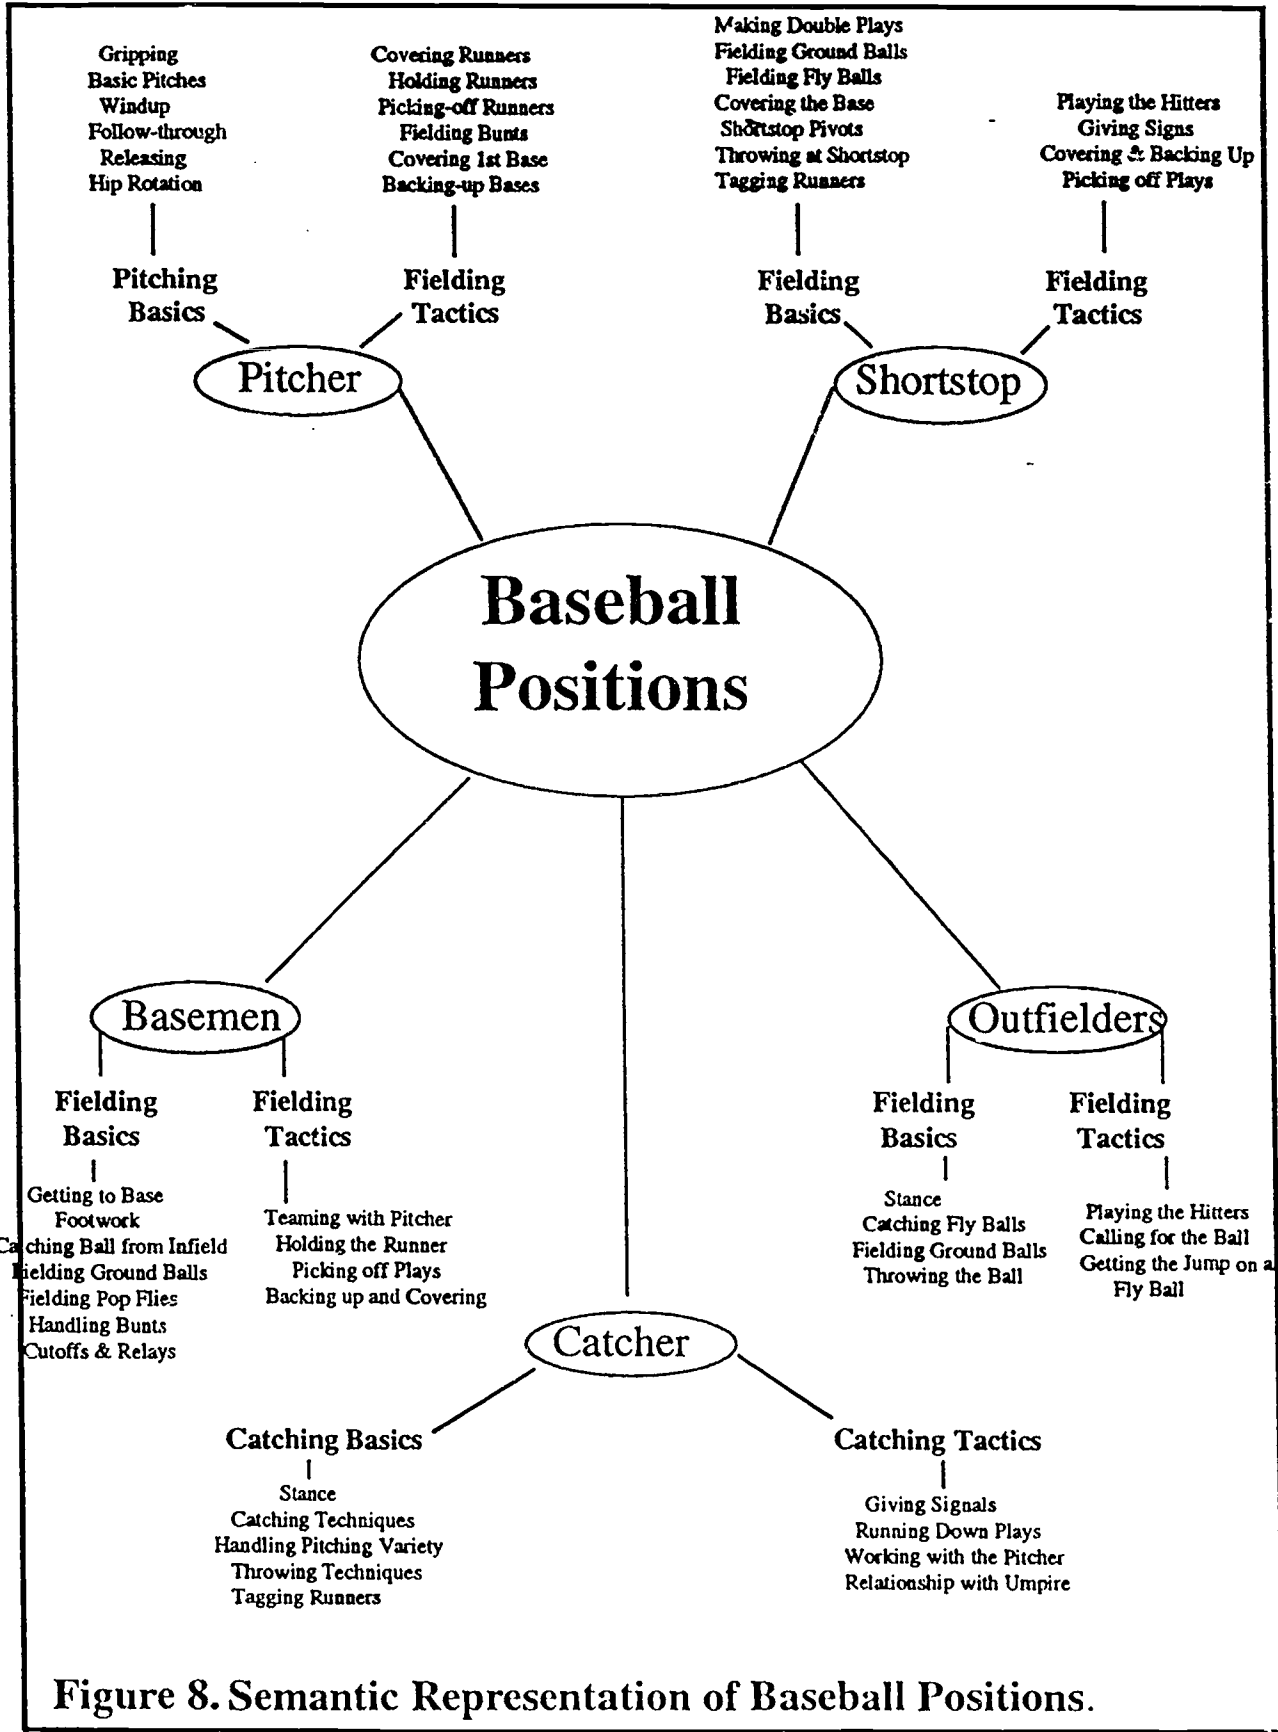 Gripping
Basic Pitches
Windup
Follow-through
Releasing
Hip Rotation
Pitching
Basics
Covering Runners
Holding Runners
Picking-off Runners
Fielding Bunts
Covering 1st Base
Backing-up Bases
Fielding
Tactics
Pitcher
Making Double Plays
Fielding Ground Balls
Fielding Fly Balls
Covering the Base
Shortstop Pivots
Throwing at Shortstop
Tagging Runners
Fielding
Basics
Playing the Hitters
Giving Signs
Covering & Backing Up
Picking off Plays
Fielding
Tactics
Shortstop
Baseball
Positions
Basemen
Fielding
Basics
Getting to Base
Footwork
Catching Ball from Infield
Fielding Ground Balls
Fielding Pop Flies
Handling Bunts
Cutoffs & Relays
Fielding
Tactics
Teaming with Pitcher
Holding the Runner
Picking off Plays
Backing up and Covering
Outfielders
Fielding
Basics
Stance
Catching Fly Balls
Fielding Ground Balls
Throwing the Ball
Fielding
Tactics
Playing the Hitters
Calling for the Ball
Getting the Jump on a
Fly Ball
Catcher
Catching Basics
Stance
Catching Techniques
Handling Pitching Variety
Throwing Techniques
Tagging Runners
Catching Tactics
Giving Signals
Running Down Plays
Working with the Pitcher
Relationship with Umpire
Figure 8. Semantic Representation of Baseball Positions.